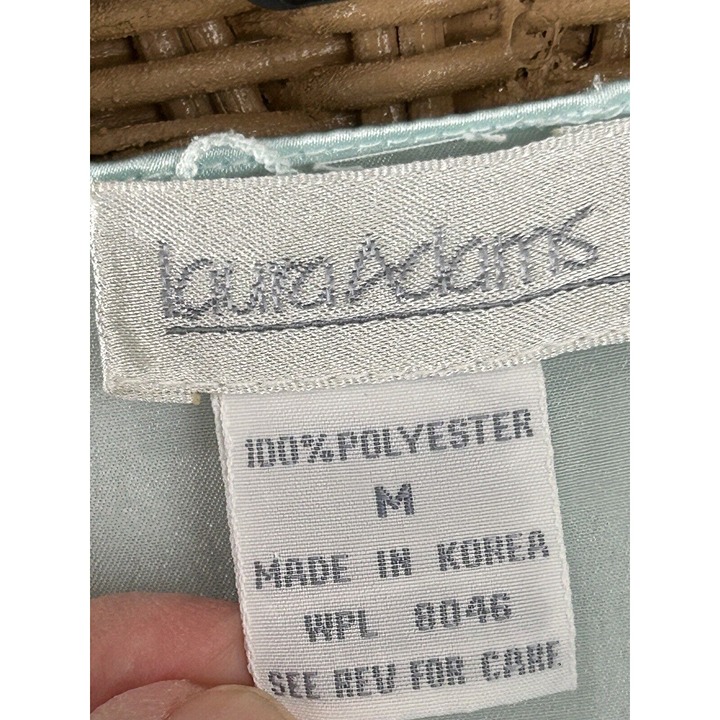 Laura Adams
100% POLYESTER
M
MADE IN KOREA
WPL 8046
SEE REV FOR CARE